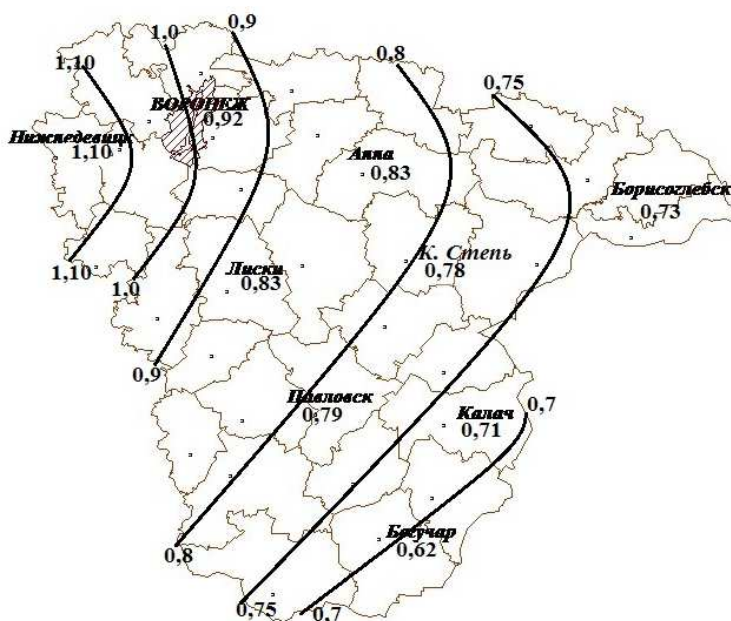 0,9
1,0
0,8
1,10
0,75
ВОРОНЕЖ
0,92
Нижнедевицк
1,10
Анна
0,83
Борисоглебск
0,73
К. Степь
0,78
1,10
1,0
Лиски
0,83
0,9
Павловск
0,79
Калач
0,71
0,7
Богучар
0,62
0,8
0,75
0,7